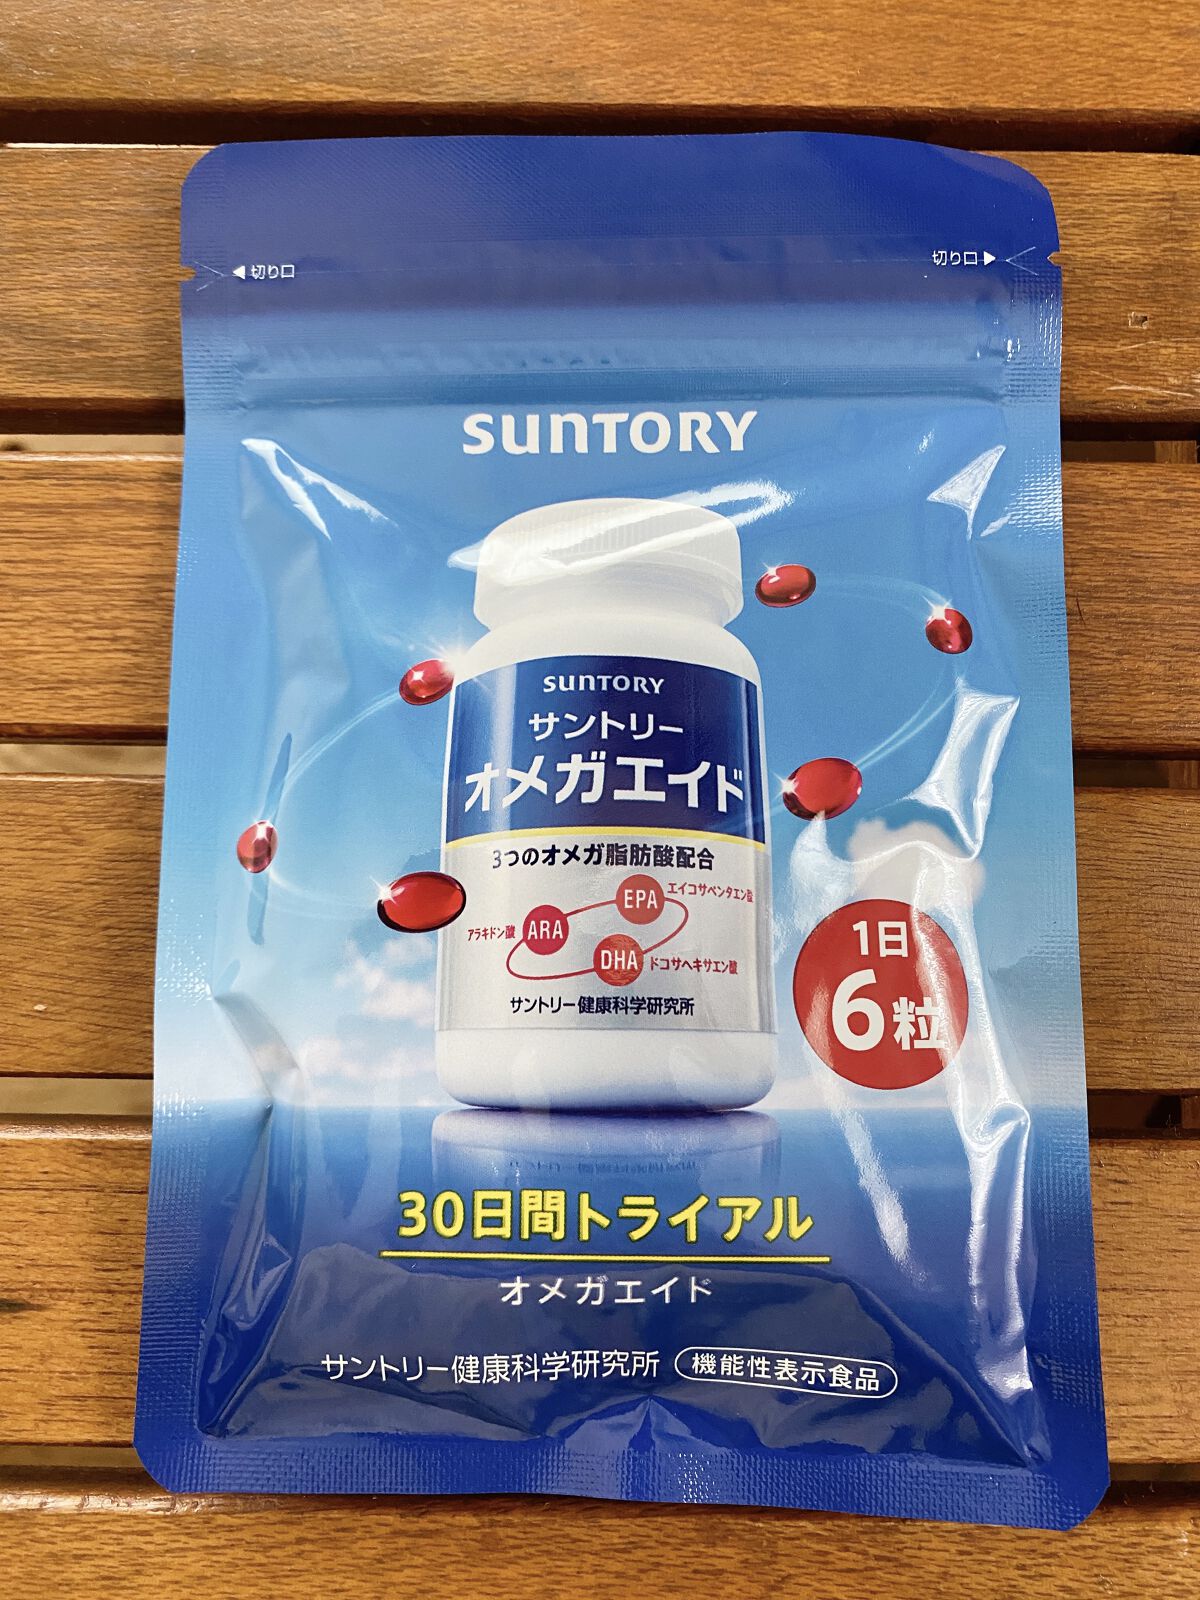 ◀切り口
切り口▶
SUNTORY
SUNTORY
サントリー
オメガエイド
3つのオメガ脂肪酸配合
EPA エイコサペンタエン酸
アラキドン酸 ARA
DHA ドコサヘキサエン酸
サントリー健康科学研究所
1日
6粒
30日間トライアル
オメガエイド
サントリー健康科学研究所 機能性表示食品